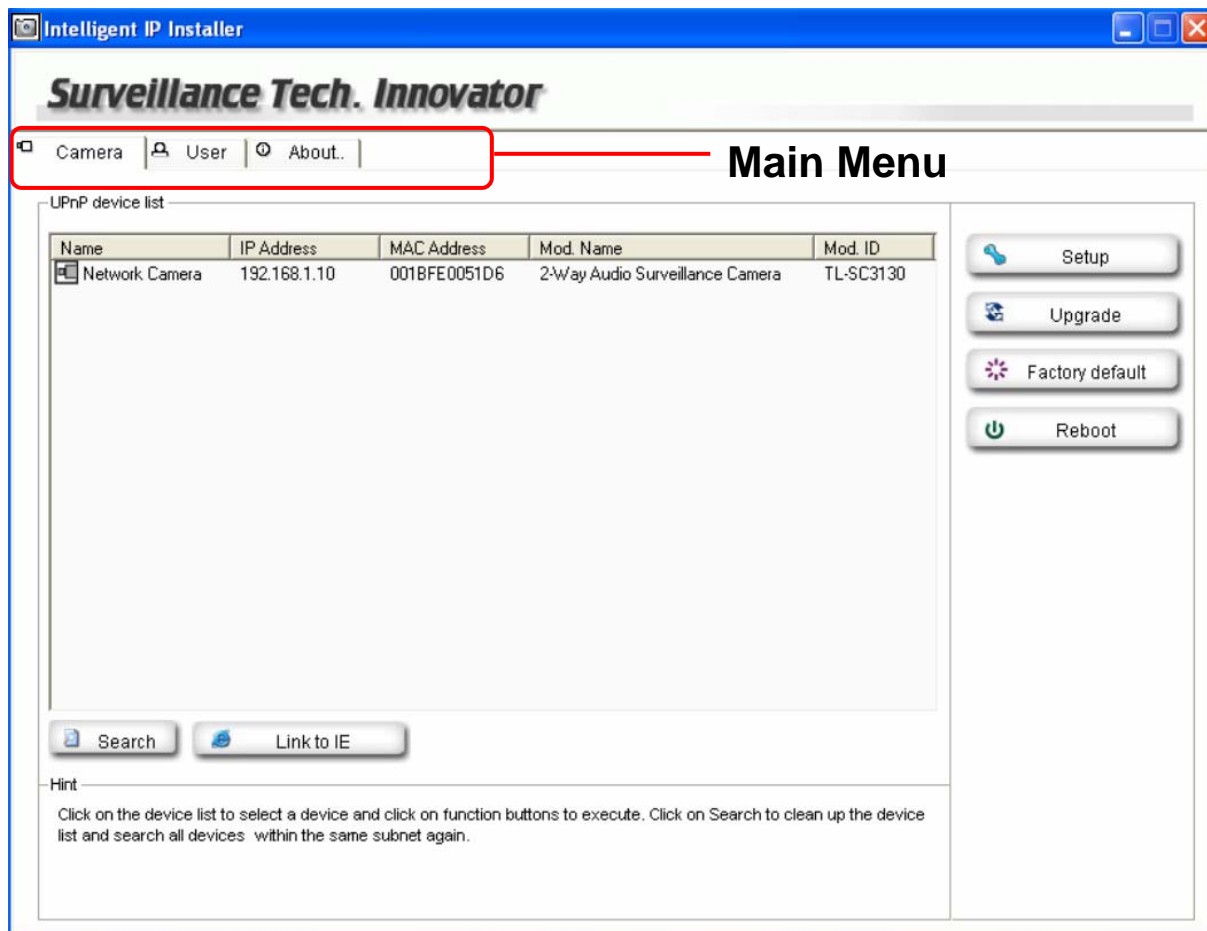 Intelligent IP Installer
Surveillance Tech. Innovator
Camera User About..
Main Menu
UPnP device list
Name IP Address MAC Address Mod. Name Mod. ID
Network Camera 192.168.1.10 001BFE0051D6 2-Way Audio Surveillance Camera TL-SC3130
Setup
Upgrade
Factory default
Reboot
Search Link to IE
Hint
Click on the device list to select a device and click on function buttons to execute. Click on Search to clean up the device
list and search all devices within the same subnet again.